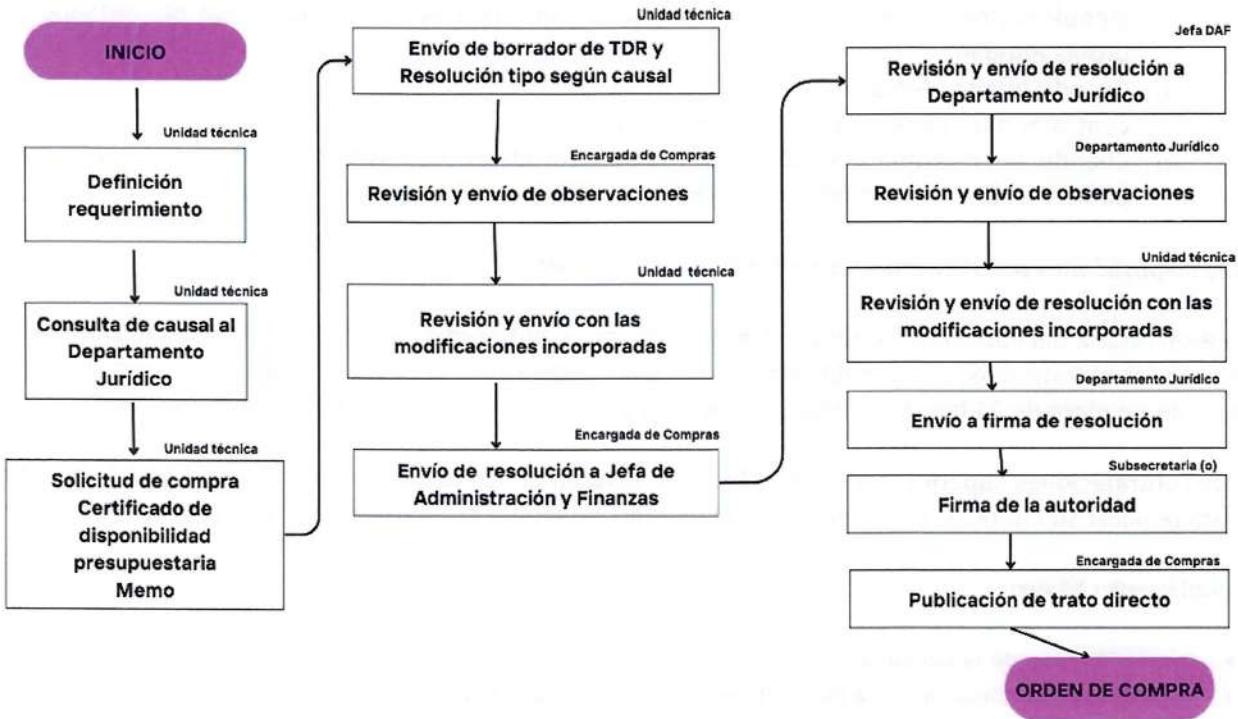 INICIO
Unidad técnica
Definición
requerimiento
Unidad técnica
Consulta de causal al
Departamento
Jurídico
Unidad técnica
Solicitud de compra
Certificado de
disponibilidad
presupuestaria
Memo
Unidad técnica
Envío de borrador de TDR y
Resolución tipo según causal
Encargada de Compras
Revisión y envío de observaciones
Unidad técnica
Revisión y envío con las
modificaciones incorporadas
Encargada de Compras
Envío de resolución a Jefa de
Administración y Finanzas
Jefa DAF
Revisión y envío de resolución a
Departamento Jurídico
Departamento Jurídico
Revisión y envío de observaciones
Unidad técnica
Revisión y envío de resolución con las
modificaciones incorporadas
Departamento Jurídico
Envío a firma de resolución
Subsecretaria (o)
Firma de la autoridad
Encargada de Compras
Publicación de trato directo
ORDEN DE COMPRA